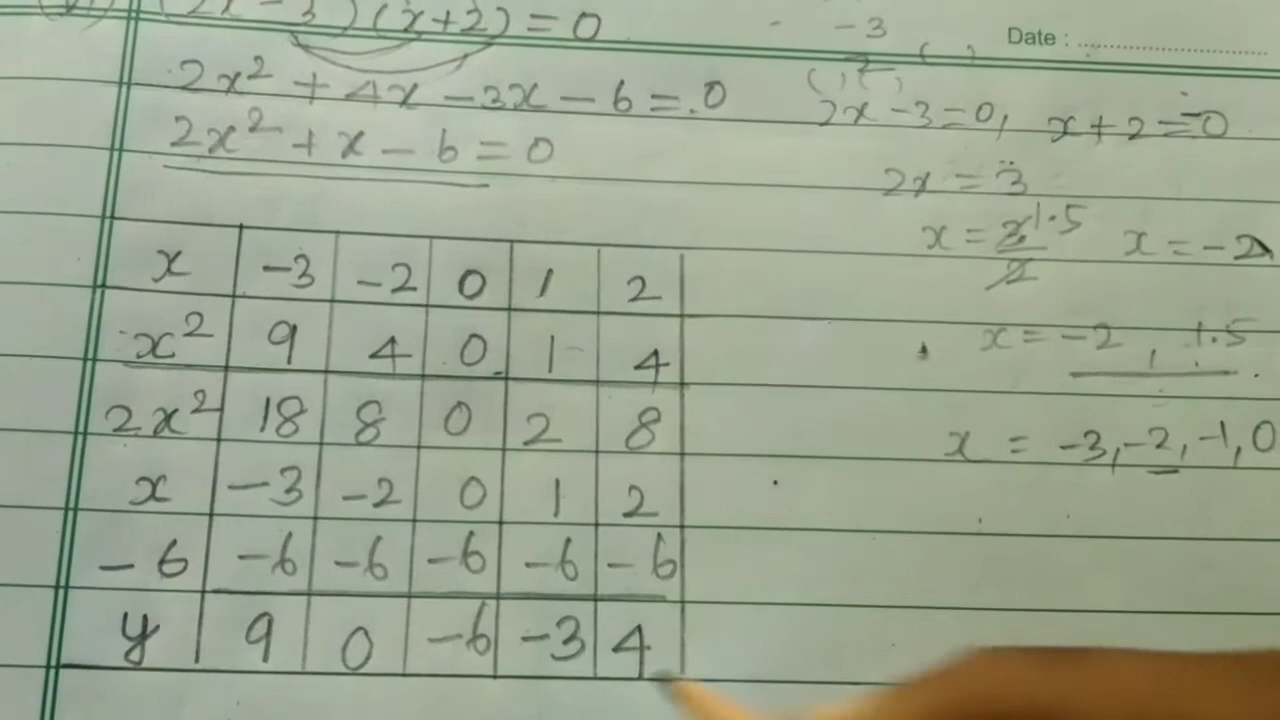 (2x-3)(x+2)=0
Date :
-3
2x² + 4x - 3x - 6 = 0
2x-3=0, x+2=0
2x² + x - 6 = 0
2x = 3
x = 3/2 1.5 x = -2
x = -2, 1.5
x = -3, -2, -1, 0
x -3 -2 0 1 2
x² 9 4 0 1 4
2x² 18 8 0 2 8
x -3 -2 0 1 2
-6 -6 -6 -6 -6 -6
y 9 0 -6 -3 4